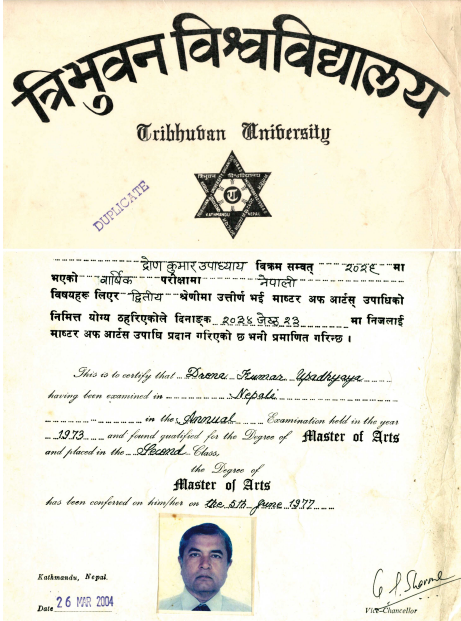 त्रिभुवन विश्वविद्यालय
Tribhuvan University
DUPLICATE
त्रिभुवन विश्वविद्यालय
त्रि
KATHMANDU NEPAL
द्रोण कुमार उपाध्याय विक्रम सम्वत् २०२९ मा
भएको वार्षिक परीक्षामा नेपाली
विषयहरू लिएर द्वितीय श्रेणीमा उत्तीर्ण भई माष्टर अफ आर्टस् उपाधिको
निमित्त योग्य ठहरिएकोले दिनाङ्क २०३४ जेष्ठ २३ मा निजलाई
माष्टर अफ आर्टस् उपाधि प्रदान गरिएको छ भनी प्रमाणित गरिन्छ ।
This is to certify that Drona Kumar Upadhyaya
having been examined in Nepali
in the Annual Examination held in the year
1973 and found qualified for the Degree of Master of Arts
and placed in the Second Class,
the Degree of
Master of Arts
has been conferred on him/her on the 5th June 1977
Kathmandu, Nepal.
Date 26 MAR 2004
Vice-Chancellor